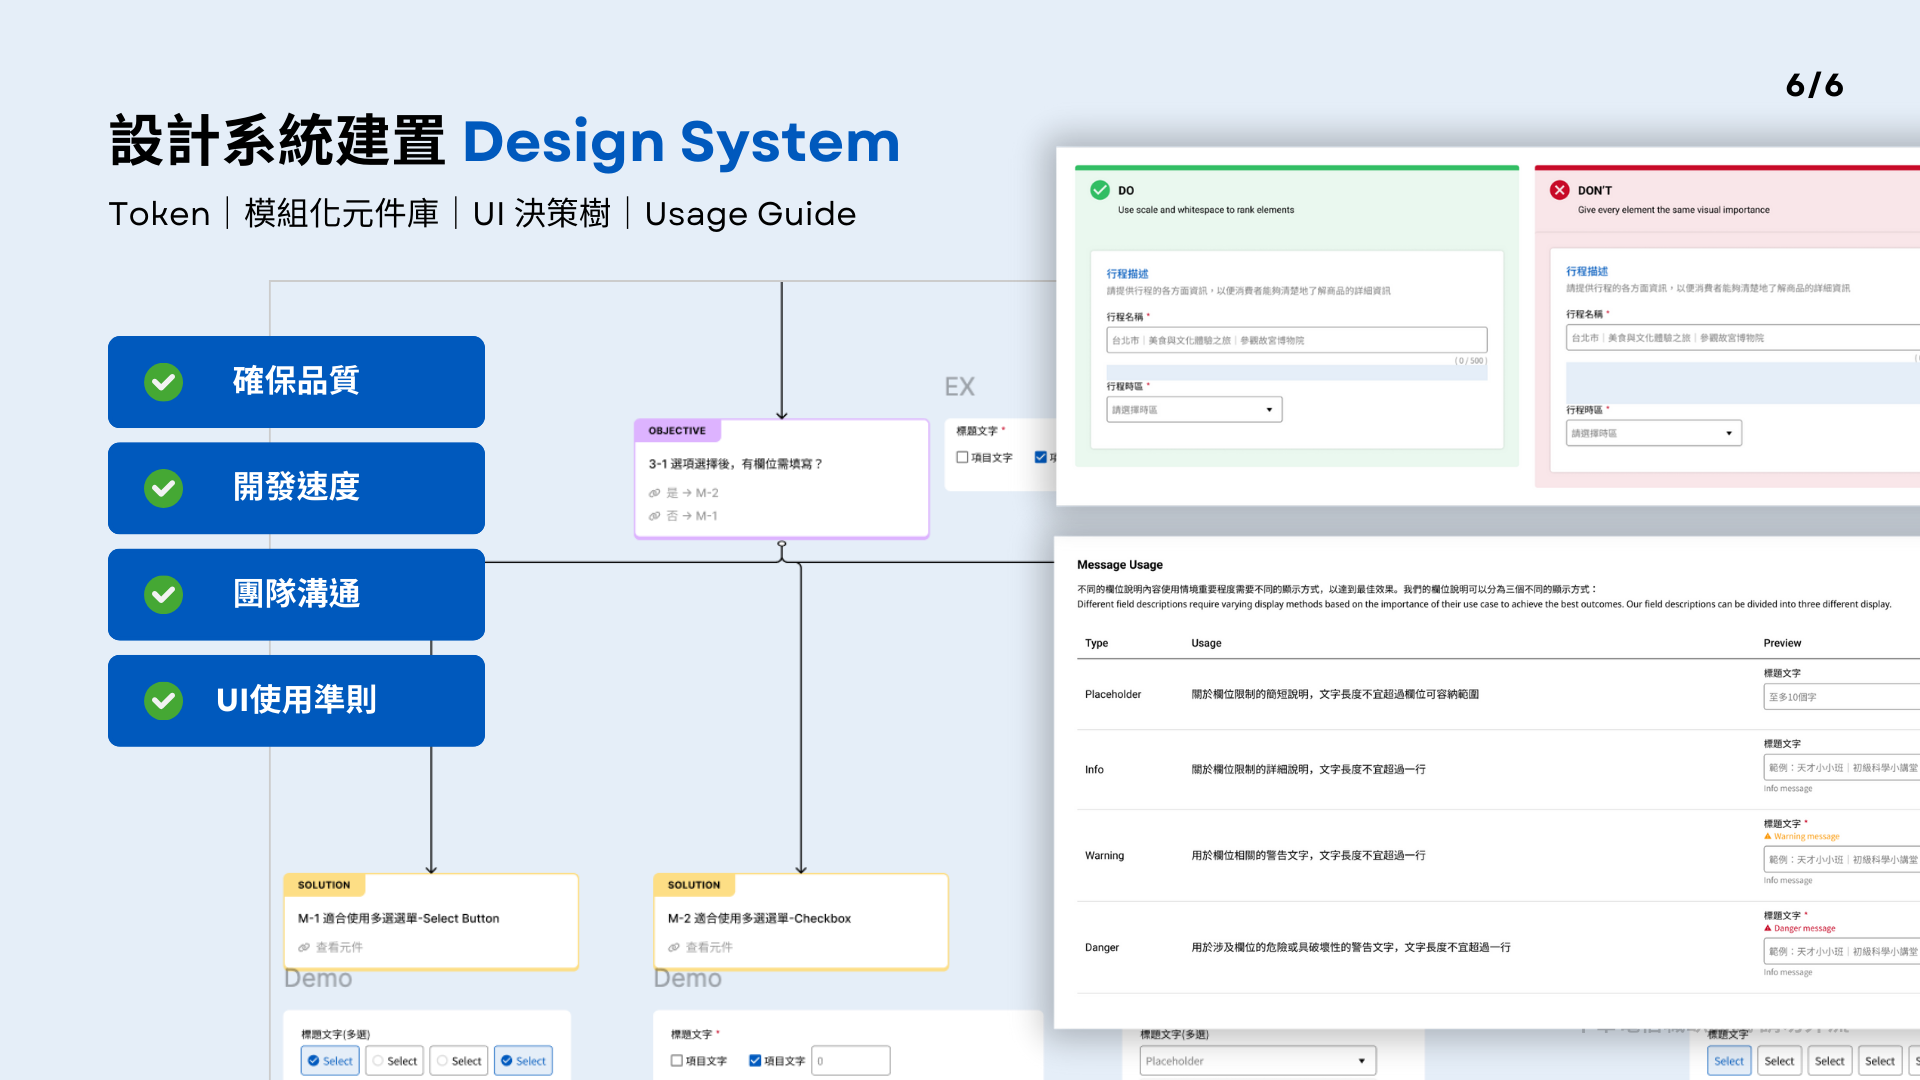 6/6
設計系統建置 Design System
Token｜模組化元件庫｜UI 決策樹｜Usage Guide
確保品質
開發速度
團隊溝通
UI使用準則
OBJECTIVE
3-1 選項選擇後，有欄位需填寫？
是 → M-2
否 → M-1
EX
標題文字 *
項目文字
SOLUTION
M-1 適合使用多選選單-Select Button
查看元件
Demo
標題文字(多選)
Select
Select
Select
Select
SOLUTION
M-2 適合使用多選選單-Checkbox
查看元件
Demo
標題文字 *
項目文字
項目文字
0
DO
Use scale and whitespace to rank elements
行程描述
請提供行程的各方面資訊，以便消費者能夠清楚地了解商品的詳細資訊
行程名稱 *
台北市｜美食與文化體驗之旅｜參觀故宮博物院
( 0 / 500 )
行程時區 *
請選擇時區
DON'T
Give every element the same visual importance
行程描述
請提供行程的各方面資訊，以便消費者能夠清楚地了解商品的詳細資訊
行程名稱 *
台北市｜美食與文化體驗之旅｜參觀故宮博物院
行程時區 *
請選擇時區
Message Usage
不同的欄位說明內容使用情境重要程度需要不同的顯示方式，以達到最佳效果。我們的欄位說明可以分為三個不同的顯示方式：
Different field descriptions require varying display methods based on the importance of their use case to achieve the best outcomes. Our field descriptions can be divided into three different display.
Type Usage Preview
Placeholder
關於欄位限制的簡短說明，文字長度不宜超過欄位可容納範圍
標題文字
至多10個字
Info
關於欄位限制的詳細說明，文字長度不宜超過一行
標題文字
範例：天才小小班｜初級科學小講堂
Info message
Warning
用於欄位相關的警告文字，文字長度不宜超過一行
標題文字 *
Warning message
範例：天才小小班｜初級科學小講堂
Info message
Danger
用於涉及欄位的危險或具破壞性的警告文字，文字長度不宜超過一行
標題文字 *
Danger message
範例：天才小小班｜初級科學小講堂
Info message
標題文字(多選)
Placeholder
標題文字
Select
Select
Select
Select